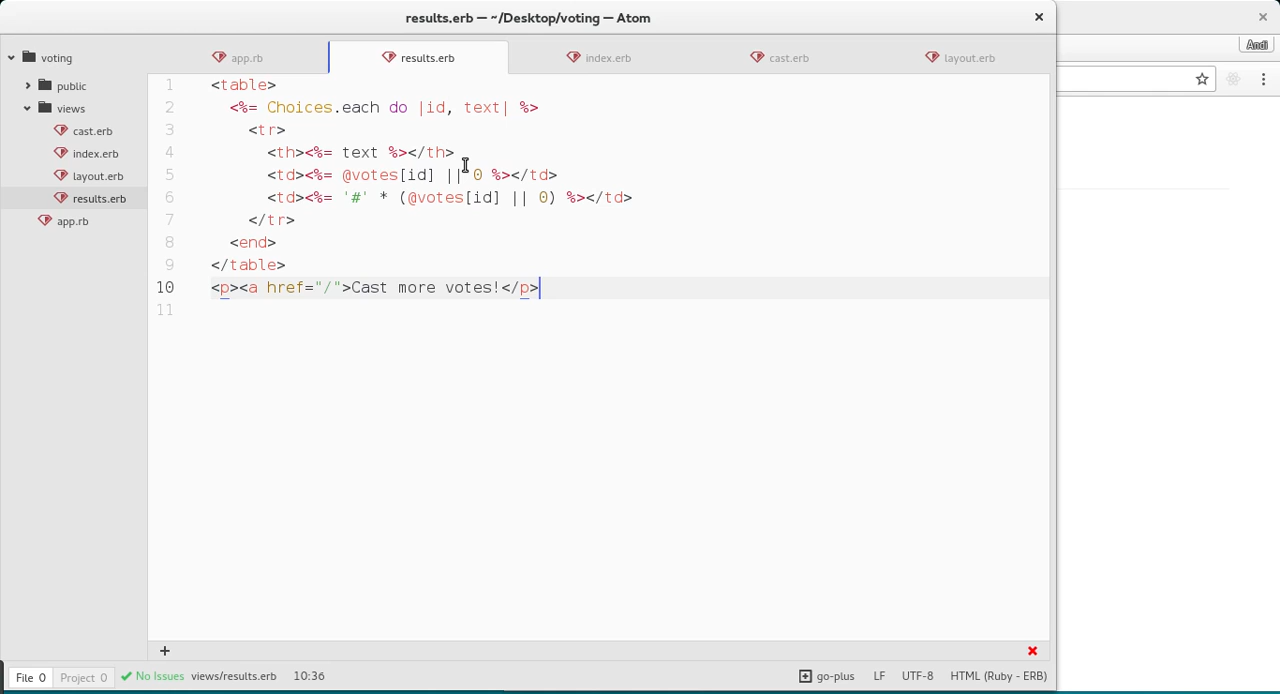 results.erb — ~/Desktop/voting — Atom
Andi
voting
public
views
cast.erb
index.erb
layout.erb
results.erb
app.rb
app.rb
results.erb
index.erb
cast.erb
layout.erb
1 <table>
2 <%= Choices.each do |id, text| %>
3 <tr>
4 <th><%= text %></th>
5 <td><%= @votes[id] || 0 %></td>
6 <td><%= '#' * (@votes[id] || 0) %></td>
7 </tr>
8 <end>
9 </table>
10 <p><a href="/">Cast more votes!</p>
11
File 0 Project 0 No Issues views/results.erb 10:36 go-plus LF UTF-8 HTML (Ruby - ERB)